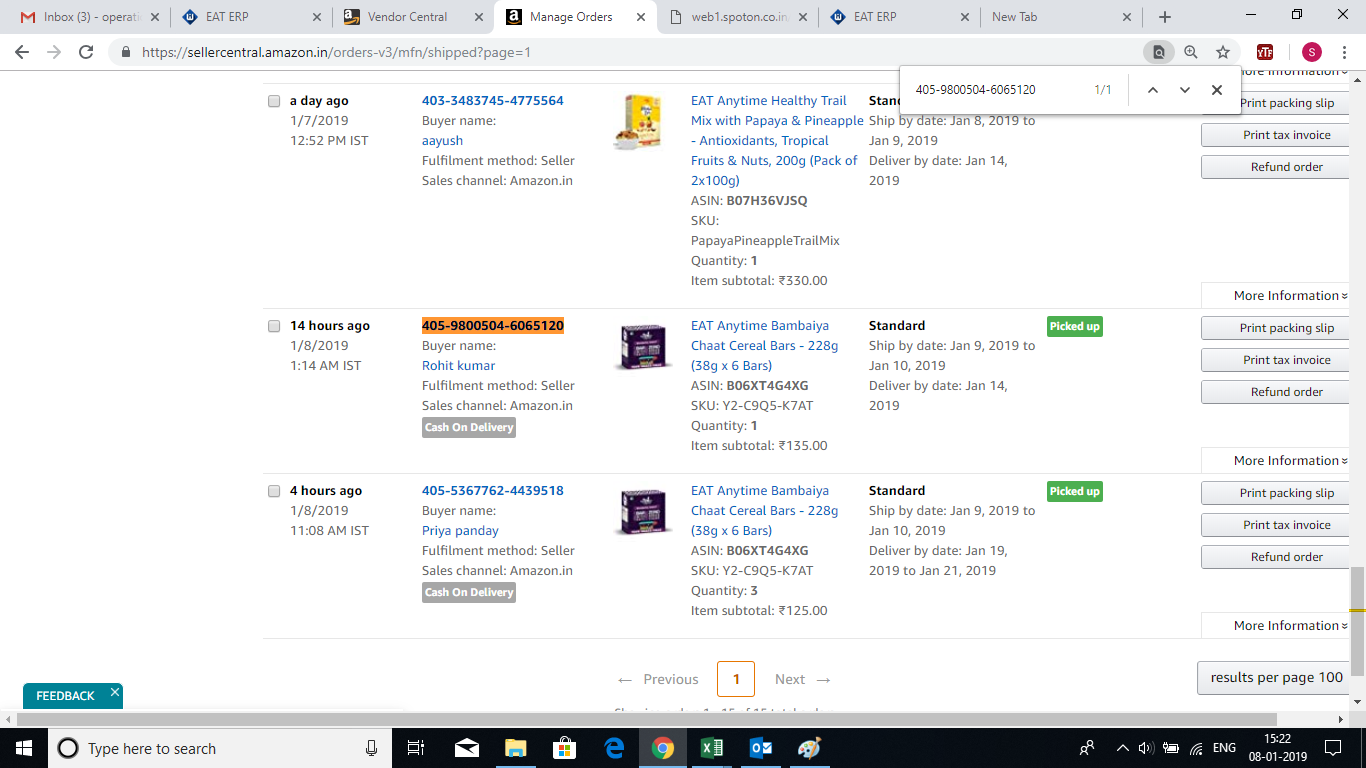 Inbox (3) - operati
EAT ERP
Vendor Central
Manage Orders
web1.spoton.co.in
EAT ERP
New Tab
https://sellercentral.amazon.in/orders-v3/mfn/shipped?page=1
YTF
S
405-9800504-6065120 1/1
More Information
a day ago
1/7/2019
12:52 PM IST
403-3483745-4775564
Buyer name:
aayush
Fulfilment method: Seller
Sales channel: Amazon.in
EAT Anytime Healthy Trail
Mix with Papaya & Pineapple
- Antioxidants, Tropical
Fruits & Nuts, 200g (Pack of
2x100g)
ASIN: B07H36VJSQ
SKU:
PapayaPineappleTrailMix
Quantity: 1
Item subtotal: ₹330.00
Ship by date: Jan 8, 2019 to
Jan 9, 2019
Deliver by date: Jan 14,
2019
Print packing slip
Print tax invoice
Refund order
More Information
14 hours ago
1/8/2019
1:14 AM IST
405-9800504-6065120
Buyer name:
Rohit kumar
Fulfilment method: Seller
Sales channel: Amazon.in
Cash On Delivery
EAT Anytime Bambaiya
Chaat Cereal Bars - 228g
(38g x 6 Bars)
ASIN: B06XT4G4XG
SKU: Y2-C9Q5-K7AT
Quantity: 1
Item subtotal: ₹135.00
Standard
Ship by date: Jan 9, 2019 to
Jan 10, 2019
Deliver by date: Jan 14,
2019
Picked up
Print packing slip
Print tax invoice
Refund order
More Information
4 hours ago
1/8/2019
11:08 AM IST
405-5367762-4439518
Buyer name:
Priya panday
Fulfilment method: Seller
Sales channel: Amazon.in
Cash On Delivery
EAT Anytime Bambaiya
Chaat Cereal Bars - 228g
(38g x 6 Bars)
ASIN: B06XT4G4XG
SKU: Y2-C9Q5-K7AT
Quantity: 3
Item subtotal: ₹125.00
Standard
Ship by date: Jan 9, 2019 to
Jan 10, 2019
Deliver by date: Jan 19,
2019 to Jan 21, 2019
Picked up
Print packing slip
Print tax invoice
Refund order
More Information
← Previous 1 Next →
results per page 100
FEEDBACK
Type here to search
ENG
15:22
08-01-2019